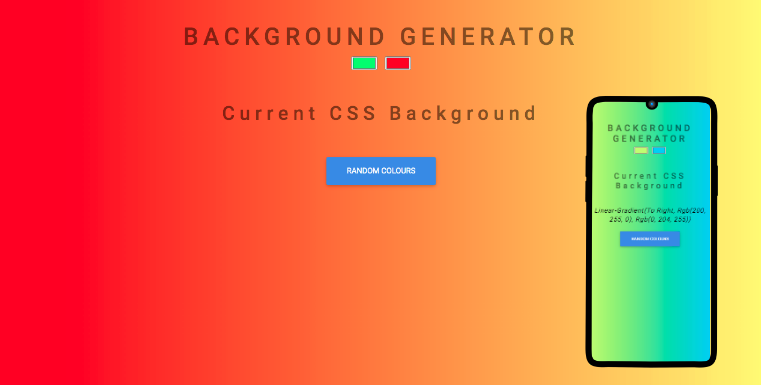 BACKGROUND GENERATOR
Current CSS Background
RANDOM COLOURS
BACKGROUND
GENERATOR
Current CSS
Background
Linear-Gradient(To Right, Rgb(200,
255, 0), Rgb(0, 204, 255))
RANDOM COLOURS